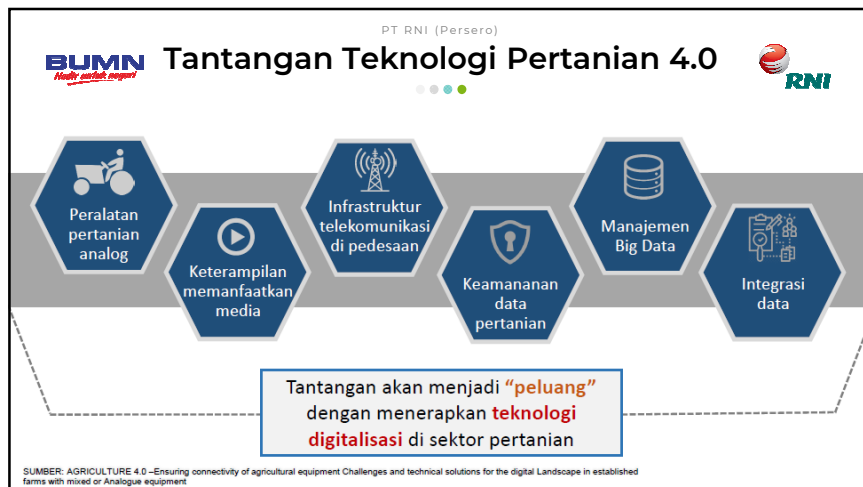 PT RNI (Persero)
BUMN
Hadir untuk negeri
Tantangan Teknologi Pertanian 4.0
RNI
Peralatan
pertanian
analog
Keterampilan
memanfaatkan
media
Infrastruktur
telekomunikasi
di pedesaan
Keamananan
data
pertanian
Manajemen
Big Data
Integrasi
data
Tantangan akan menjadi “peluang”
dengan menerapkan teknologi
digitalisasi di sektor pertanian
SUMBER: AGRICULTURE 4.0 –Ensuring connectivity of agricultural equipment Challenges and technical solutions for the digital Landscape in established
farms with mixed or Analogue equipment